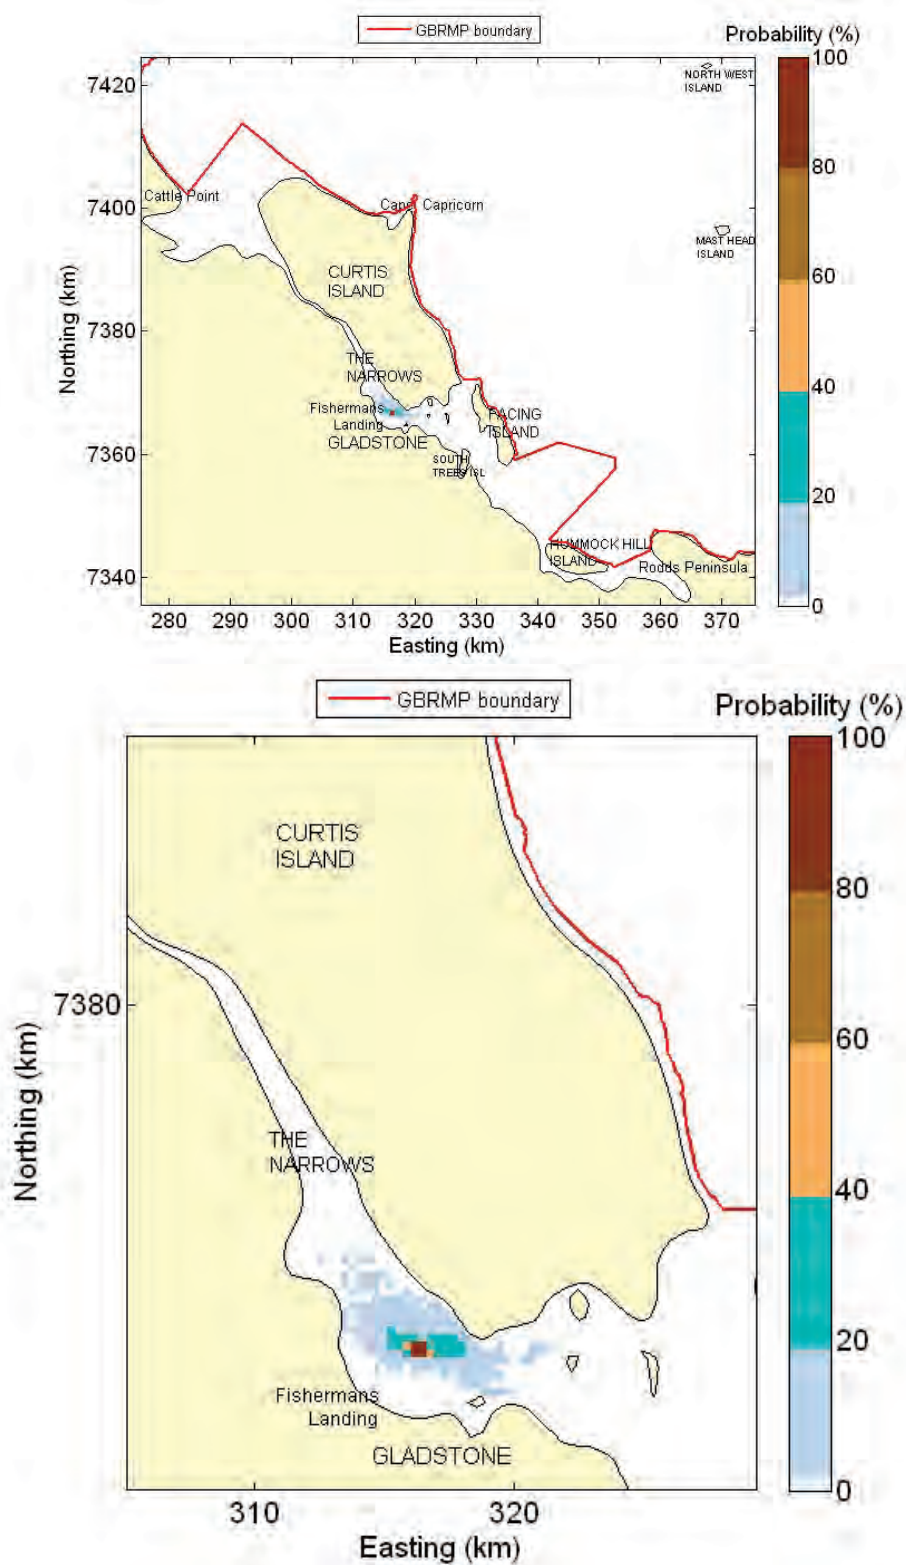 GBRMP boundary
Probability (%)
100
80
60
40
20
0
7420
7400
7380
7360
7340
Northing (km)
NORTH WEST
ISLAND
Cattle Point
Cape Capricorn
MAST HEAD
ISLAND
CURTIS
ISLAND
THE
NARROWS
Fishermans
Landing
FACING
ISLAND
GLADSTONE
SOUTH
TREES ISL
HUMMOCK HILL
ISLAND
Rodds Peninsula
280 290 300 310 320 330 340 350 360 370
Easting (km)
GBRMP boundary
Probability (%)
100
80
60
40
20
0
CURTIS
ISLAND
7380
Northing (km)
THE
NARROWS
Fishermans
Landing
GLADSTONE
310 320
Easting (km)